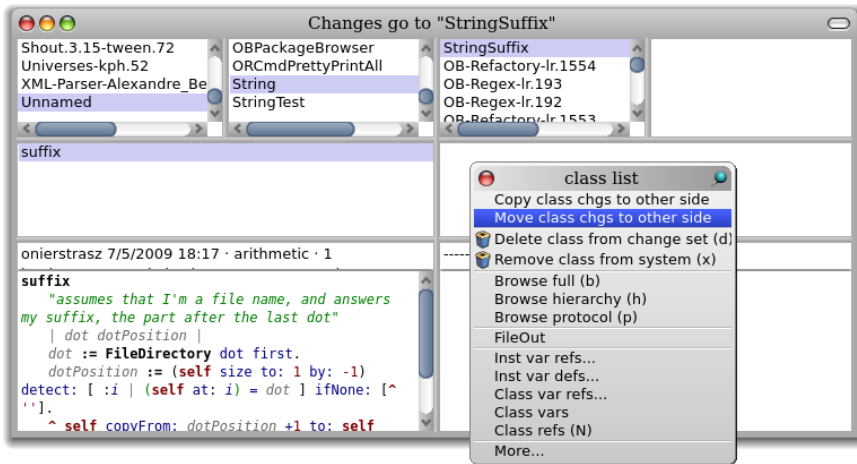 Changes go to "StringSuffix"
Shout.3.15-tween.72
Universes-kph.52
XML-Parser-Alexandre_Be
Unnamed
OBPackageBrowser
ORCmdPrettyPrintAll
String
StringTest
StringSuffix
OB-Refactory-lr.1554
OB-Regex-lr.193
OB-Regex-lr.192
OB-Refactory-lr.1553
suffix
onierstrasz 7/5/2009 18:17 · arithmetic · 1
-----
suffix
"assumes that I'm a file name, and answers
my suffix, the part after the last dot"
| dot dotPosition |
dot := FileDirectory dot first.
dotPosition := (self size to: 1 by: -1)
detect: [ :i | (self at: i) = dot ] ifNone: [^
''].
^ self copyFrom: dotPosition +1 to: self
class list
Copy class chgs to other side
Move class chgs to other side
Delete class from change set (d)
Remove class from system (x)
Browse full (b)
Browse hierarchy (h)
Browse protocol (p)
FileOut
Inst var refs...
Inst var defs...
Class var refs...
Class vars
Class refs (N)
More...